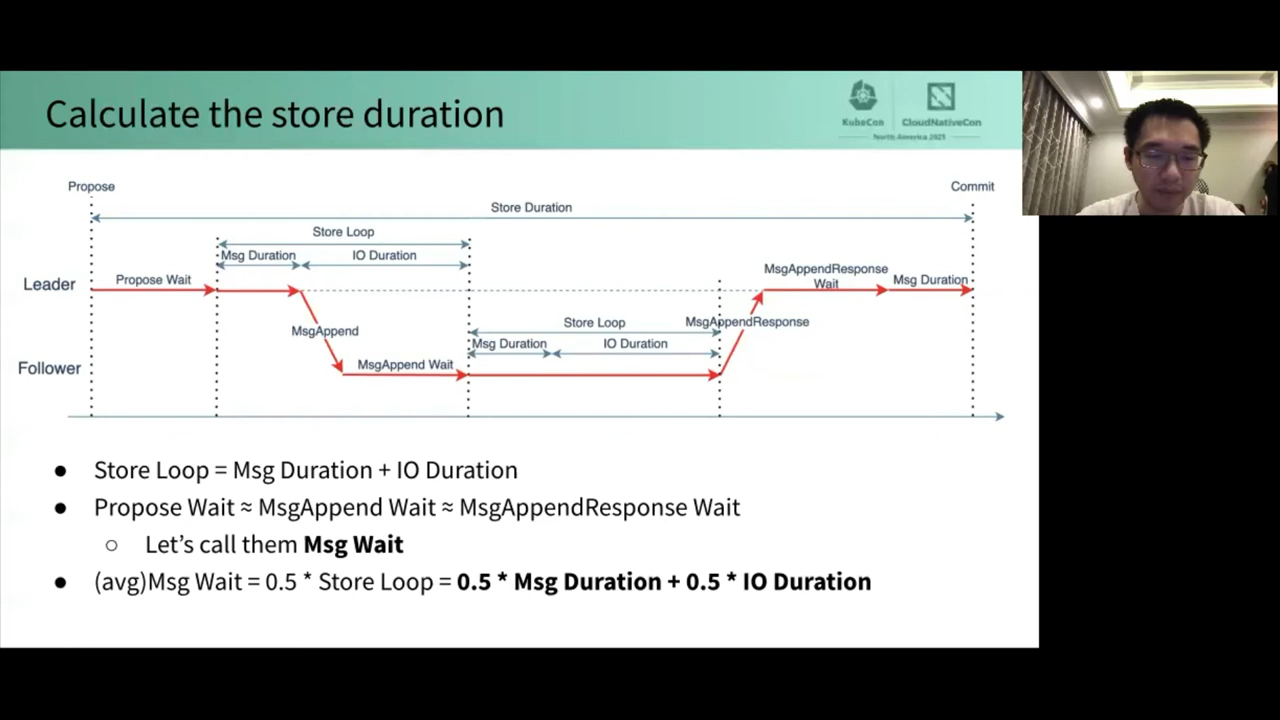 Calculate the store duration
KubeCon
CloudNativeCon
North America 2021
Propose
Commit
Store Duration
Store Loop
Msg Duration
IO Duration
Leader
Propose Wait
MsgAppendResponse
Wait
Msg Duration
MsgAppend
Store Loop
MsgAppendResponse
Msg Duration
IO Duration
Follower
MsgAppend Wait
● Store Loop = Msg Duration + IO Duration
● Propose Wait ≈ MsgAppend Wait ≈ MsgAppendResponse Wait
○ Let’s call them Msg Wait
● (avg)Msg Wait = 0.5 * Store Loop = 0.5 * Msg Duration + 0.5 * IO Duration